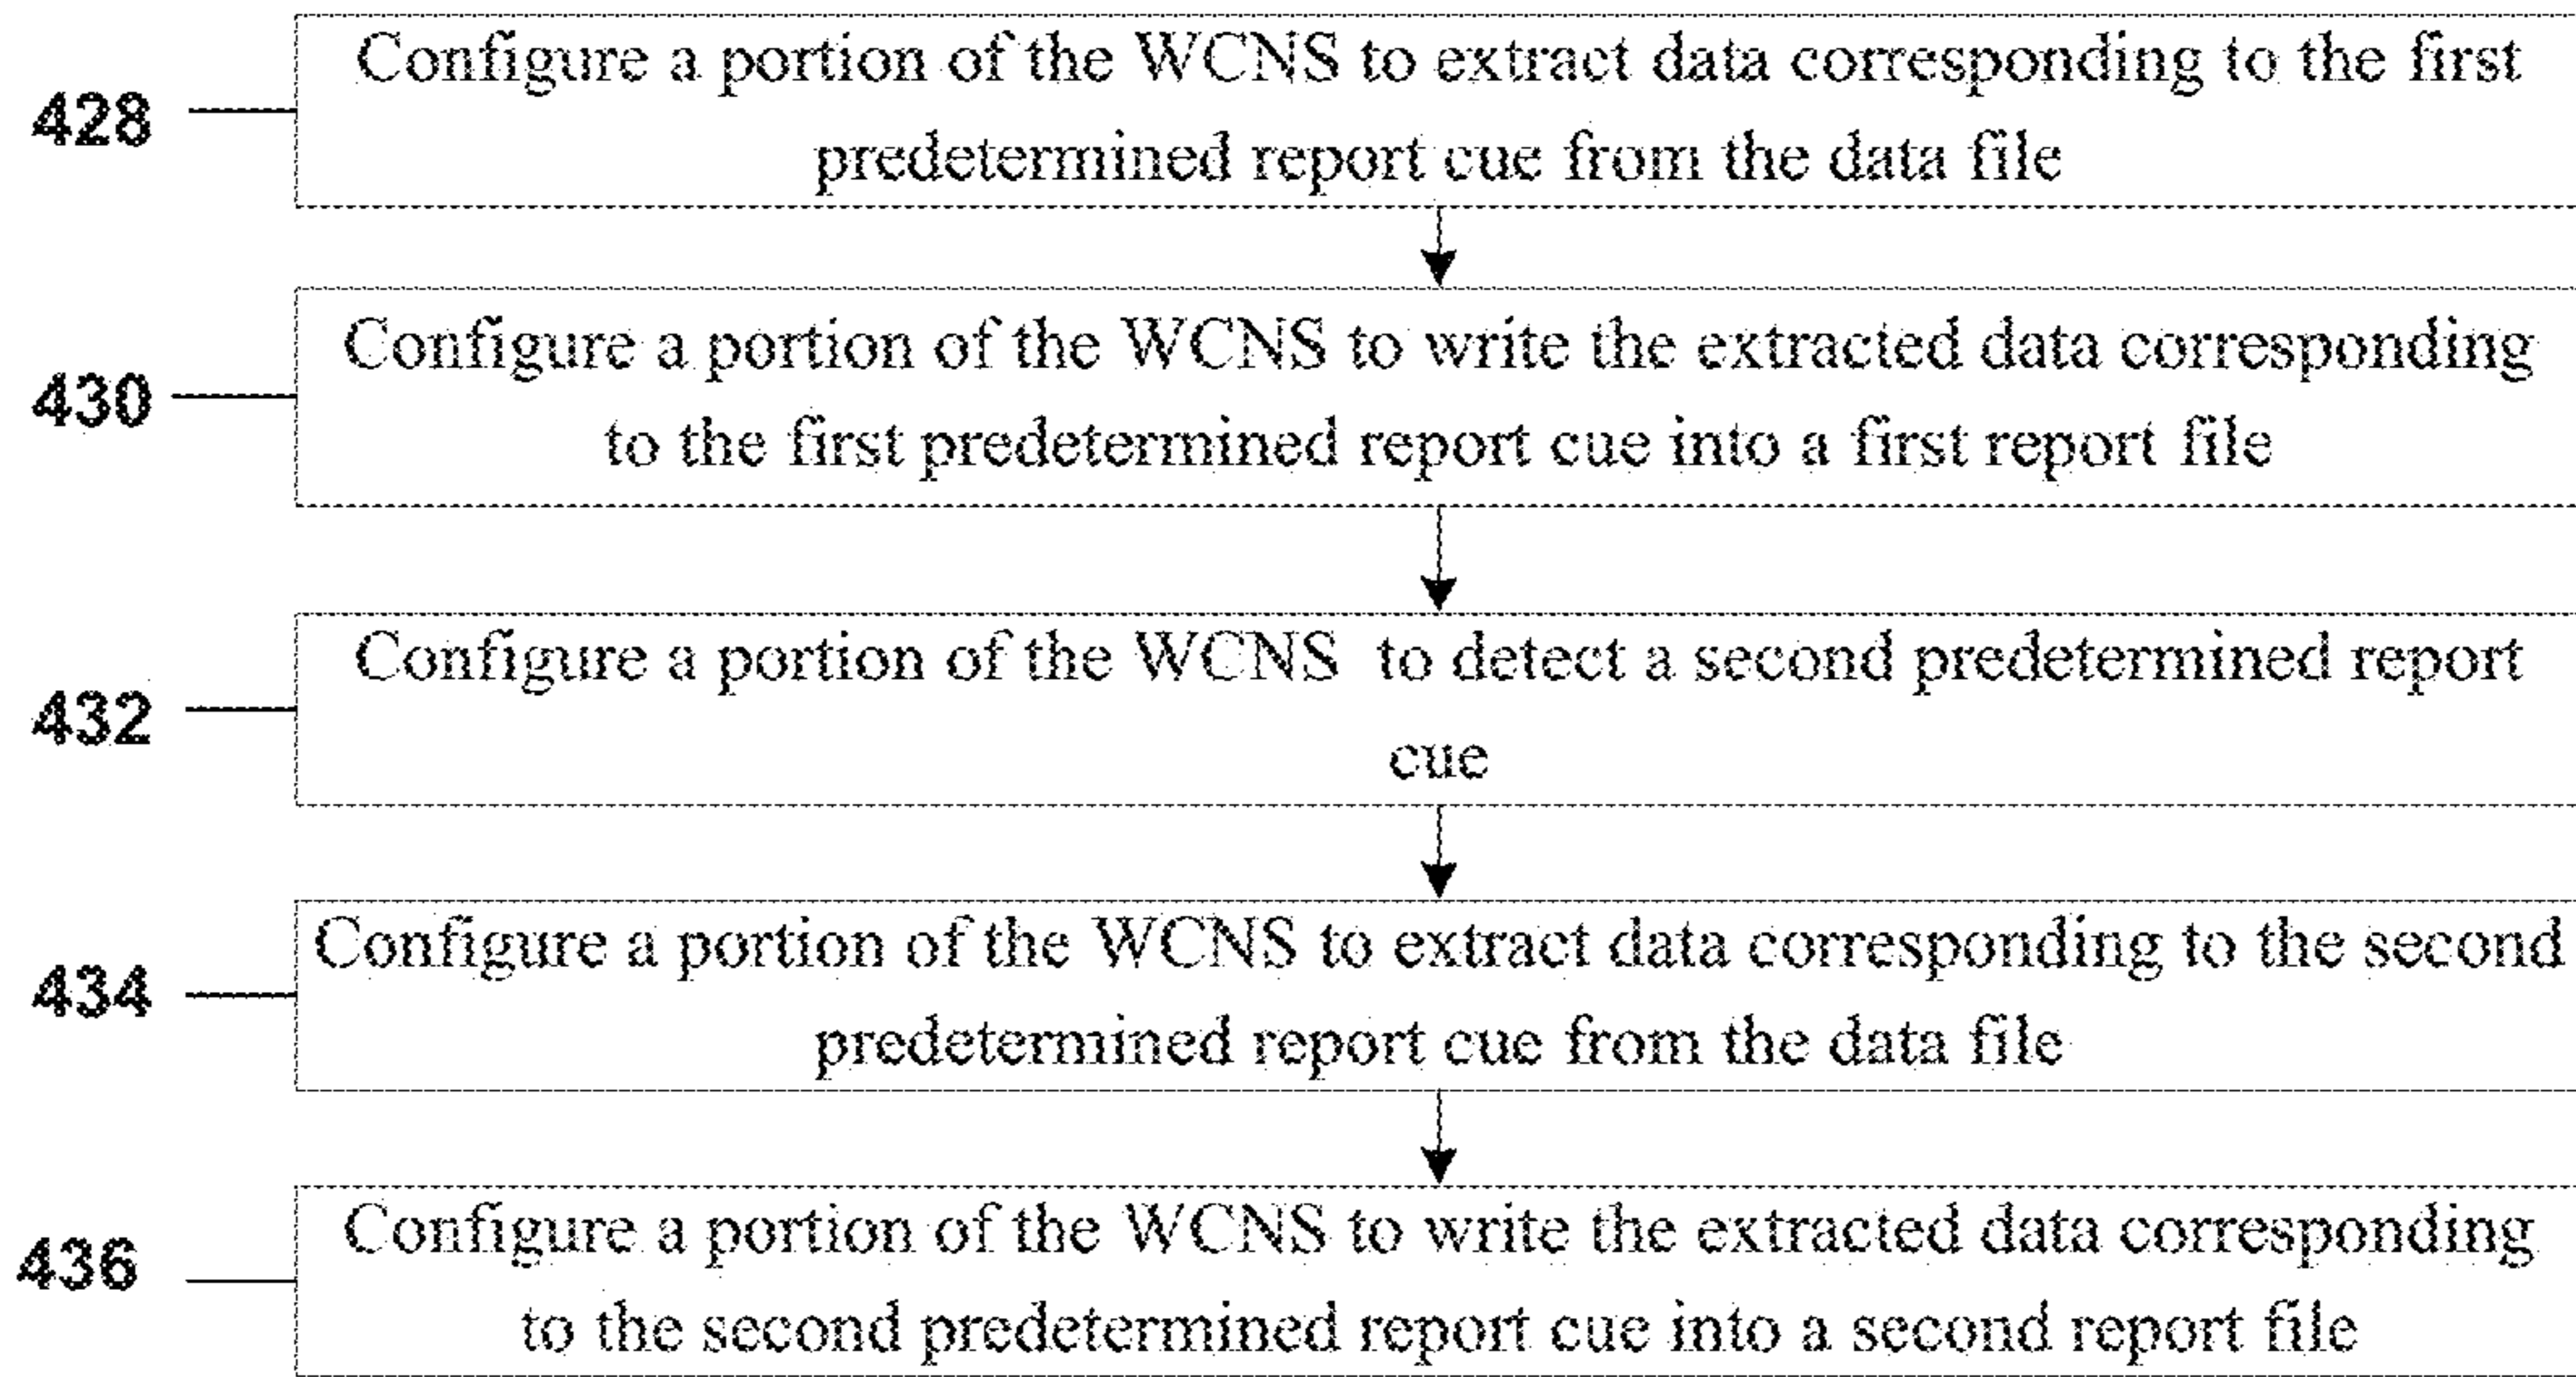 428
Configure a portion of the WCNS to extract data corresponding to the first
predetermined report cue from the data file
430
Configure a portion of the WCNS to write the extracted data corresponding
to the first predetermined report cue into a first report file
432
Configure a portion of the WCNS to detect a second predetermined report
cue
434
Configure a portion of the WCNS to extract data corresponding to the second
predetermined report cue from the data file
436
Configure a portion of the WCNS to write the extracted data corresponding
to the second predetermined report cue into a second report file